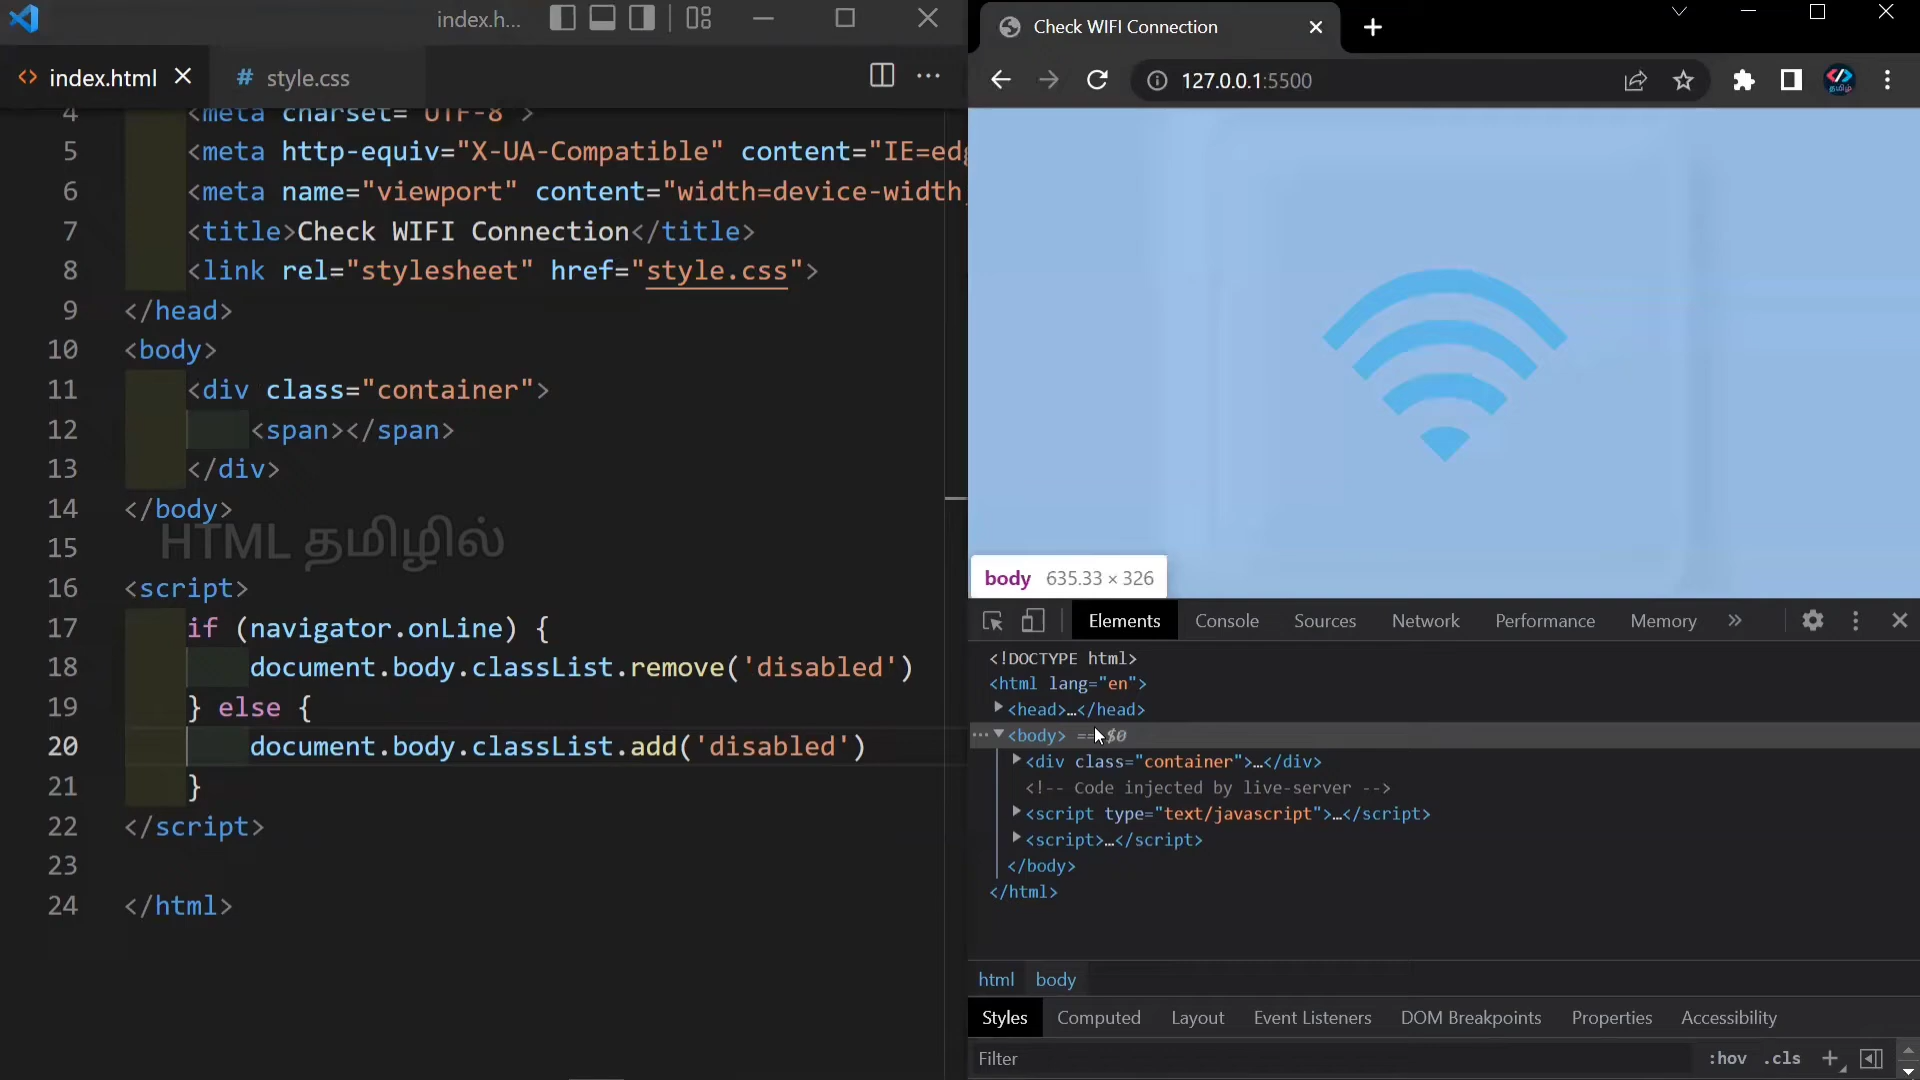 index.h...
index.html
# style.css
4 <meta charset="UTF-8">
5 <meta http-equiv="X-UA-Compatible" content="IE=edg
6 <meta name="viewport" content="width=device-width,
7 <title>Check WIFI Connection</title>
8 <link rel="stylesheet" href="style.css">
9 </head>
10 <body>
11 <div class="container">
12 <span></span>
13 </div>
14 </body>
HTML தமிழில்
15
16 <script>
17 if (navigator.onLine) {
18 document.body.classList.remove('disabled')
19 } else {
20 document.body.classList.add('disabled')
21 }
22 </script>
23
24 </html>
Check WIFI Connection
127.0.0.1:5500
தமிழ்
body 635.33 × 326
Elements Console Sources Network Performance Memory »
<!DOCTYPE html>
<html lang="en">
<head>…</head>
<body> == $0
<div class="container">…</div>
<!-- Code injected by live-server -->
<script type="text/javascript">…</script>
<script>…</script>
</body>
</html>
html body
Styles Computed Layout Event Listeners DOM Breakpoints Properties Accessibility
Filter :hov .cls